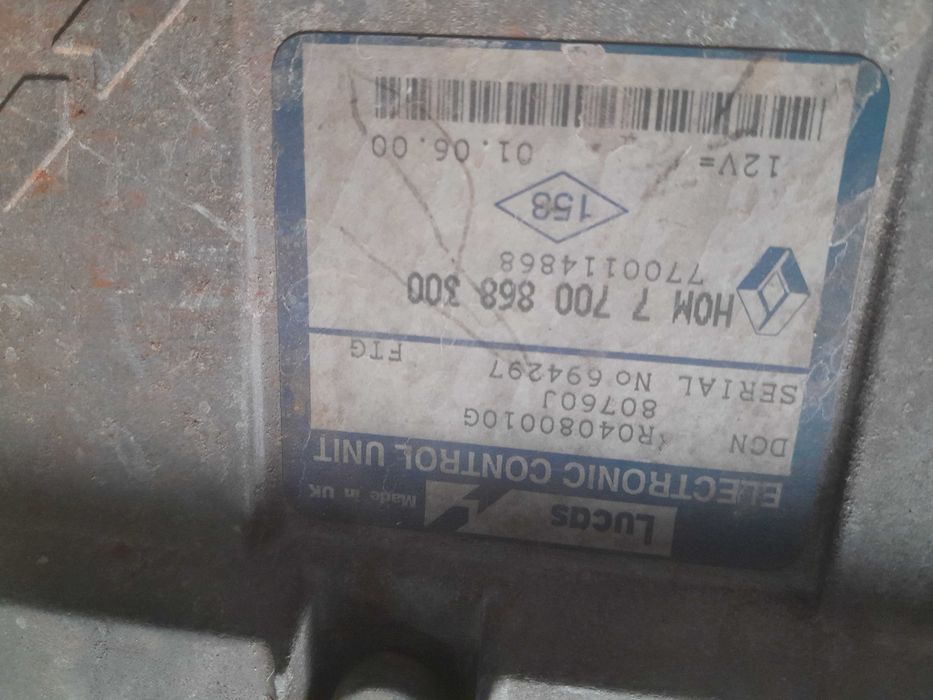 Lucas Made in UK
ELECTRONIC CONTROL UNIT
DCN R04080010G
80760J
SERIAL No 694297 FTG
HOM 7 700 868 300
7700114868
158
12V= 01.06.00